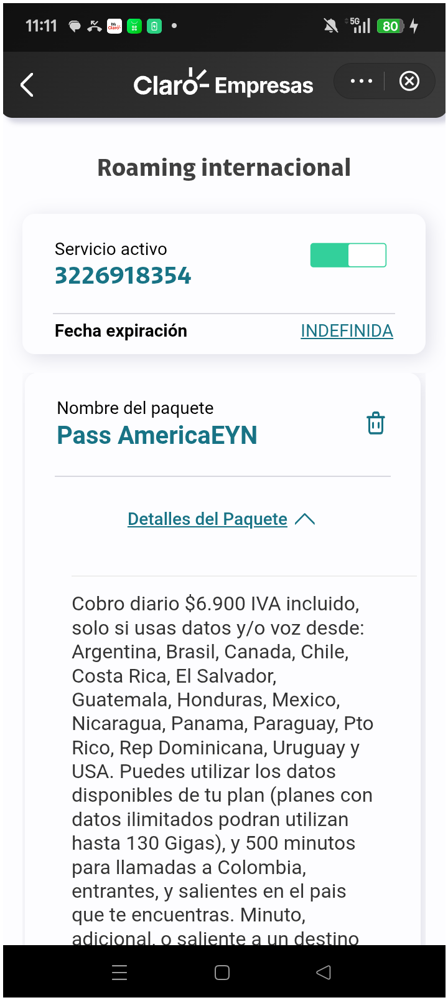 11:11
Mi
Claro
5G
80
Claro- Empresas
Roaming internacional
Servicio activo
3226918354
Fecha expiración INDEFINIDA
Nombre del paquete
Pass AmericaEYN
Detalles del Paquete
Cobro diario $6.900 IVA incluido,
solo si usas datos y/o voz desde:
Argentina, Brasil, Canada, Chile,
Costa Rica, El Salvador,
Guatemala, Honduras, Mexico,
Nicaragua, Panama, Paraguay, Pto
Rico, Rep Dominicana, Uruguay y
USA. Puedes utilizar los datos
disponibles de tu plan (planes con
datos ilimitados podran utilizan
hasta 130 Gigas), y 500 minutos
para llamadas a Colombia,
entrantes, y salientes en el pais
que te encuentras. Minuto,
adicional, o saliente a un destino